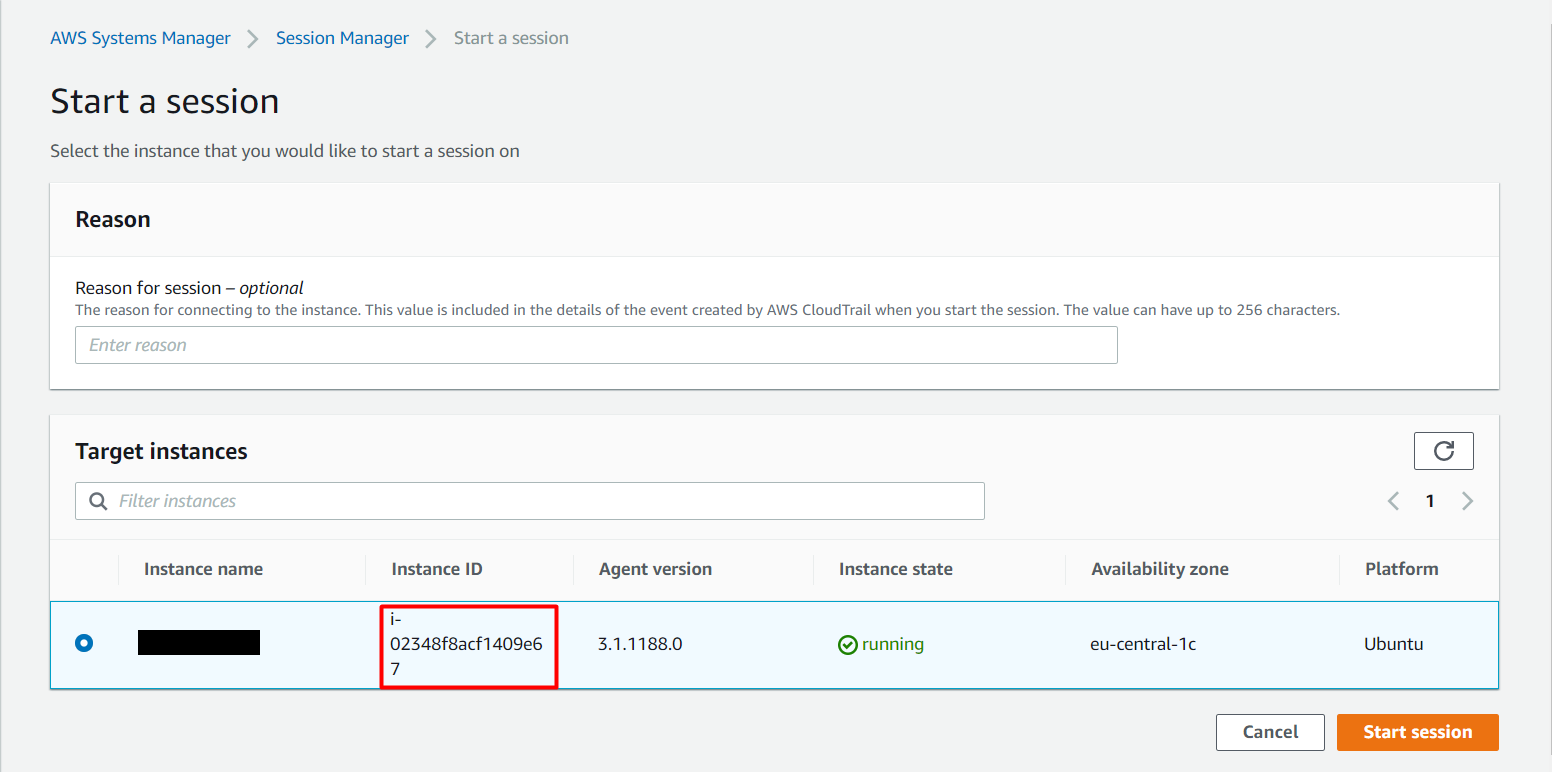 AWS Systems Manager > Session Manager > Start a session
Start a session
Select the instance that you would like to start a session on
Reason
Reason for session – optional
The reason for connecting to the instance. This value is included in the details of the event created by AWS CloudTrail when you start the session. The value can have up to 256 characters.
Enter reason
Target instances
Filter instances
1
Instance name Instance ID Agent version Instance state Availability zone Platform
i-
02348f8acf1409e6 3.1.1188.0 running eu-central-1c Ubuntu
7
Cancel Start session